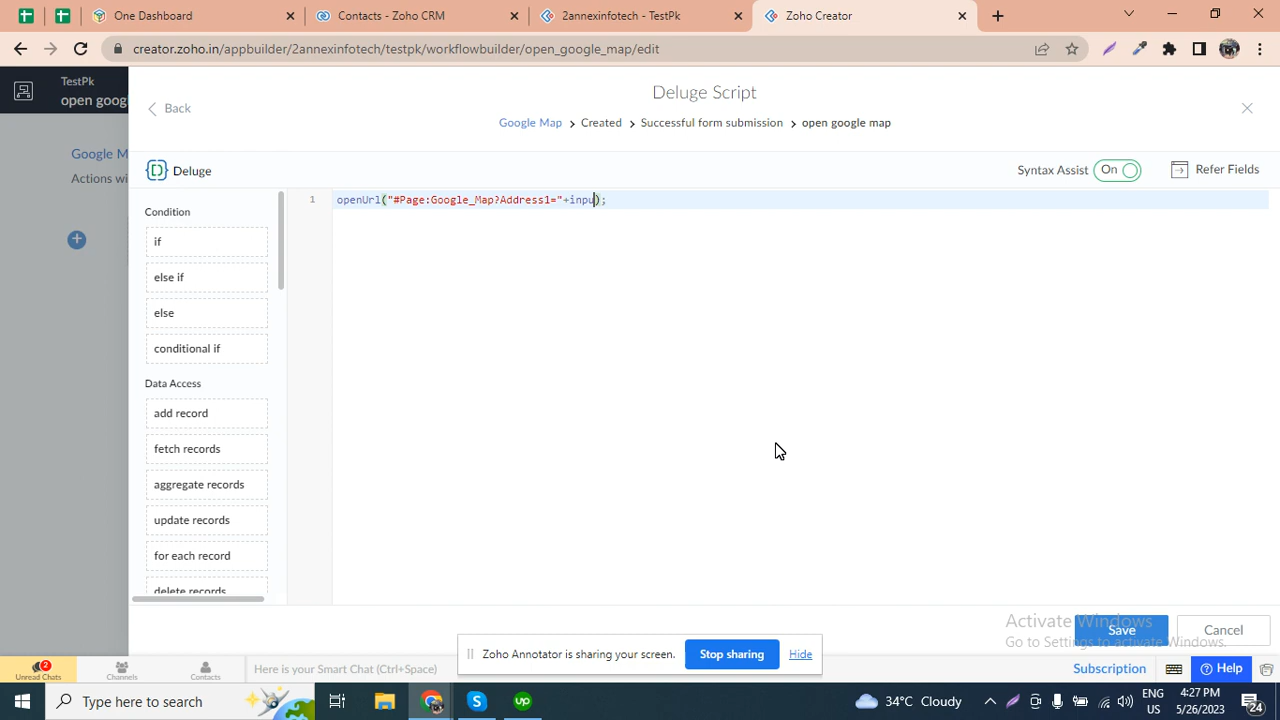 One Dashboard
Contacts - Zoho CRM
2annexinfotech - TestPk
Zoho Creator
creator.zoho.in/appbuilder/2annexinfotech/testpk/workflowbuilder/open_google_map/edit
TestPk
open goog
Google M
Actions wi
Deluge Script
Back
Google Map > Created > Successful form submission > open google map
Deluge
Syntax Assist On
Refer Fields
Condition
if
else if
else
conditional if
Data Access
add record
fetch records
aggregate records
update records
for each record
delete records
1 openUrl("#Page:Google_Map?Address1="+inpu);
Activate Windows
Go to Settings to activate Windows.
Save
Cancel
Zoho Annotator is sharing your screen.
Stop sharing
Hide
2
Unread Chats
Channels
Contacts
Here is your Smart Chat (Ctrl+Space)
Subscription
Help
Type here to search
up
34°C Cloudy
ENG
US
4:27 PM
5/26/2023
24